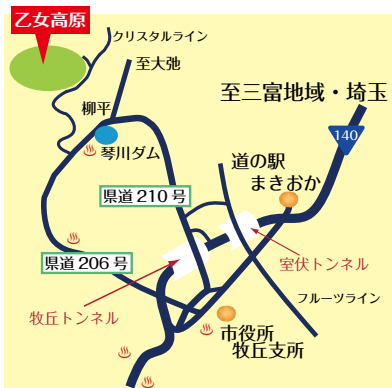 乙女高原
クリスタルライン
至大弛
柳平
琴川ダム
至三富地域・埼玉
140
道の駅
まきおか
県道210号
県道206号
室伏トンネル
牧丘トンネル
フルーツライン
市役所
牧丘支所